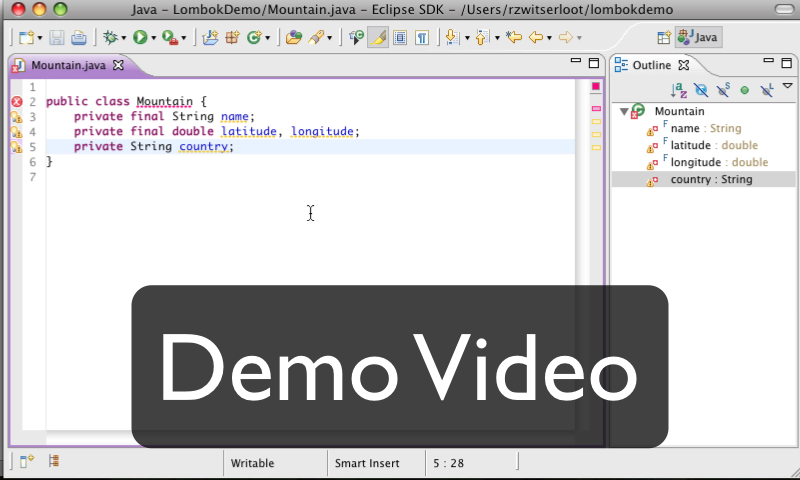 Java – LombokDemo/Mountain.java – Eclipse SDK – /Users/rzwitserloot/lombokdemo
Java
Mountain.java
1
2 public class Mountain {
3 private final String name;
4 private final double latitude, longitude;
5 private String country;
6 }
7
Outline
Mountain
F name : String
F latitude : double
F longitude : double
country : String
Demo Video
Writable
Smart Insert
5 : 28